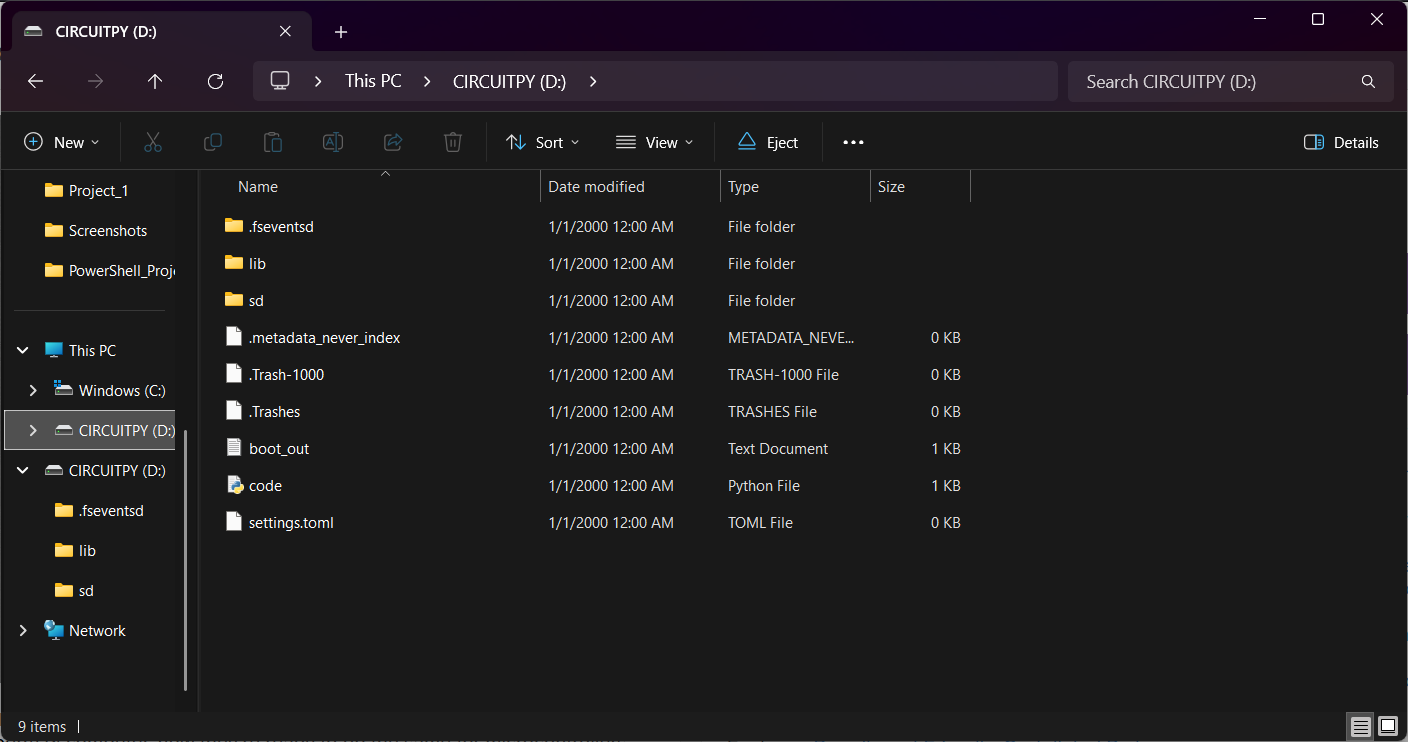 CIRCUITPY (D:)
This PC CIRCUITPY (D:) Search CIRCUITPY (D:)
New Sort View Eject Details
Project_1
Screenshots
PowerShell_Proj
This PC
Windows (C:)
CIRCUITPY (D:)
CIRCUITPY (D:)
.fseventsd
lib
sd
Network
Name Date modified Type Size
.fseventsd 1/1/2000 12:00 AM File folder
lib 1/1/2000 12:00 AM File folder
sd 1/1/2000 12:00 AM File folder
.metadata_never_index 1/1/2000 12:00 AM METADATA_NEVE... 0 KB
.Trash-1000 1/1/2000 12:00 AM TRASH-1000 File 0 KB
.Trashes 1/1/2000 12:00 AM TRASHES File 0 KB
boot_out 1/1/2000 12:00 AM Text Document 1 KB
code 1/1/2000 12:00 AM Python File 1 KB
settings.toml 1/1/2000 12:00 AM TOML File 0 KB
9 items